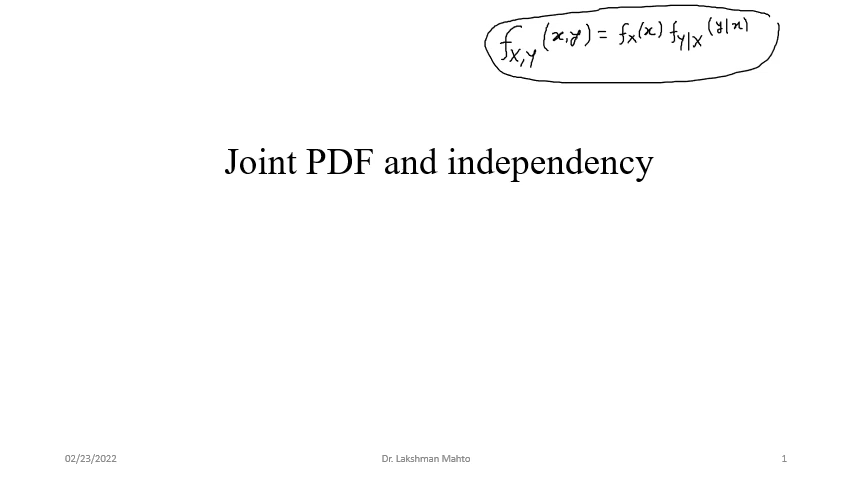 f_{X,Y}(x,y) = f_X(x) f_{Y|X}(y|x)
Joint PDF and independency
02/23/2022
Dr. Lakshman Mahto
1